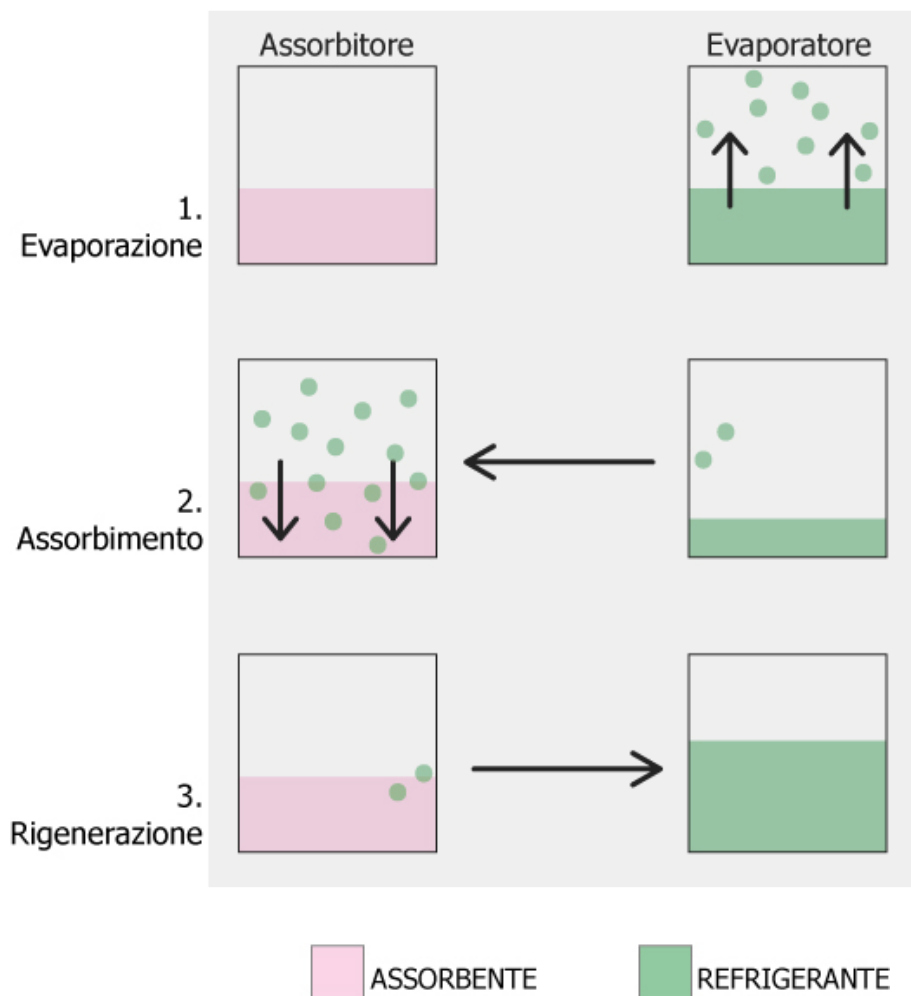 Assorbitore
Evaporatore
1.
Evaporazione
2.
Assorbimento
3.
Rigenerazione
ASSORBENTE
REFRIGERANTE